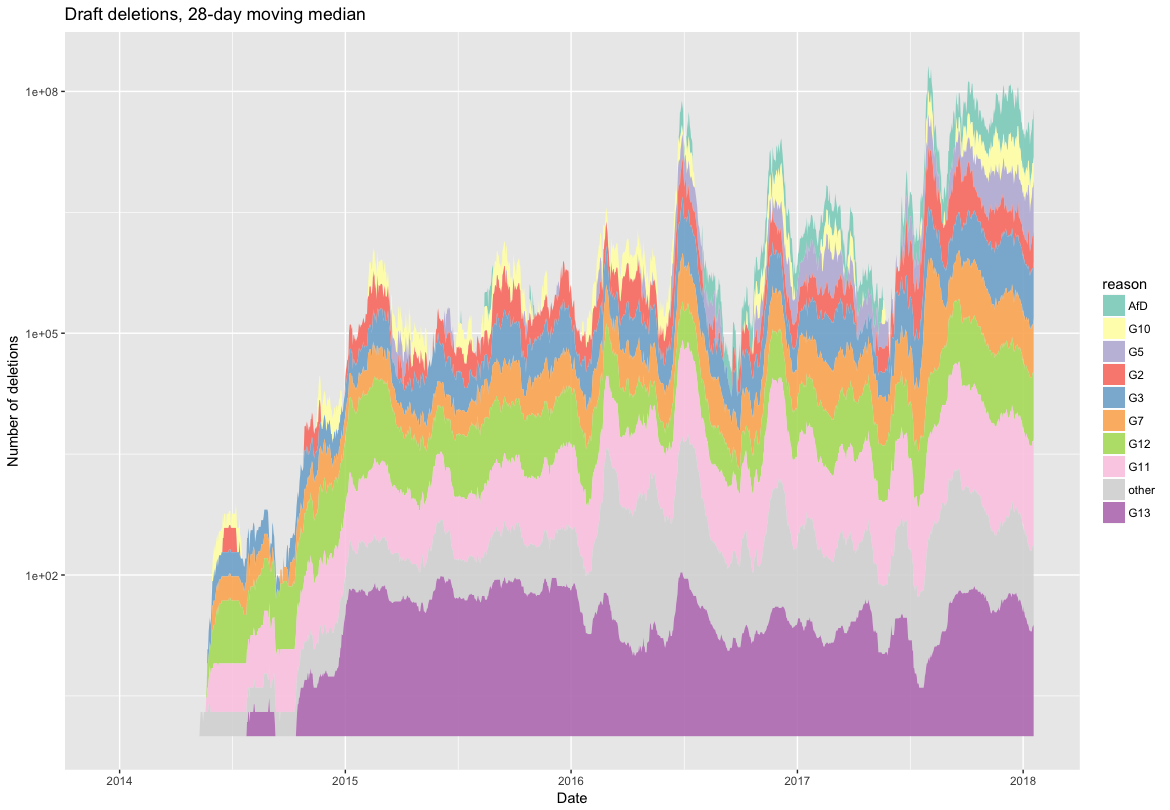 Draft deletions, 28-day moving median
1e+08
1e+05
1e+02
Number of deletions
2014
2015
2016
2017
2018
Date
reason
AfD
G10
G5
G2
G3
G7
G12
G11
other
G13